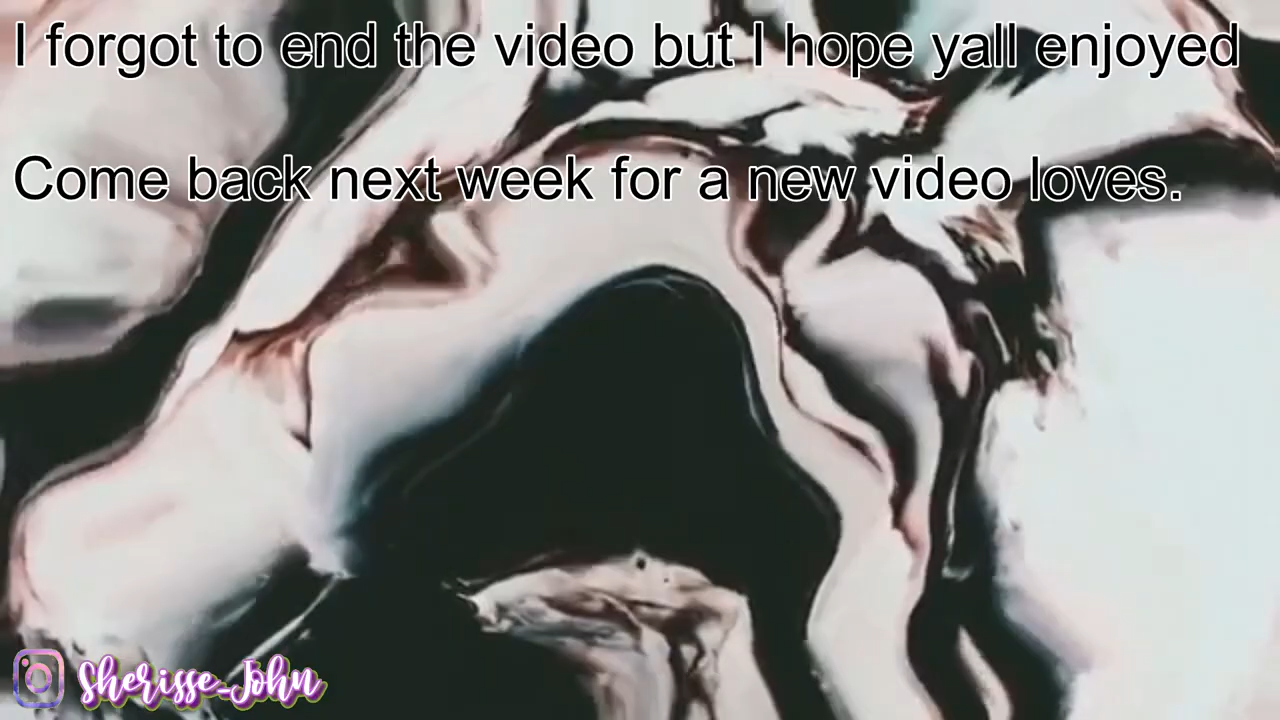 I forgot to end the video but I hope yall enjoyed
Come back next week for a new video loves.
Sherisse-John